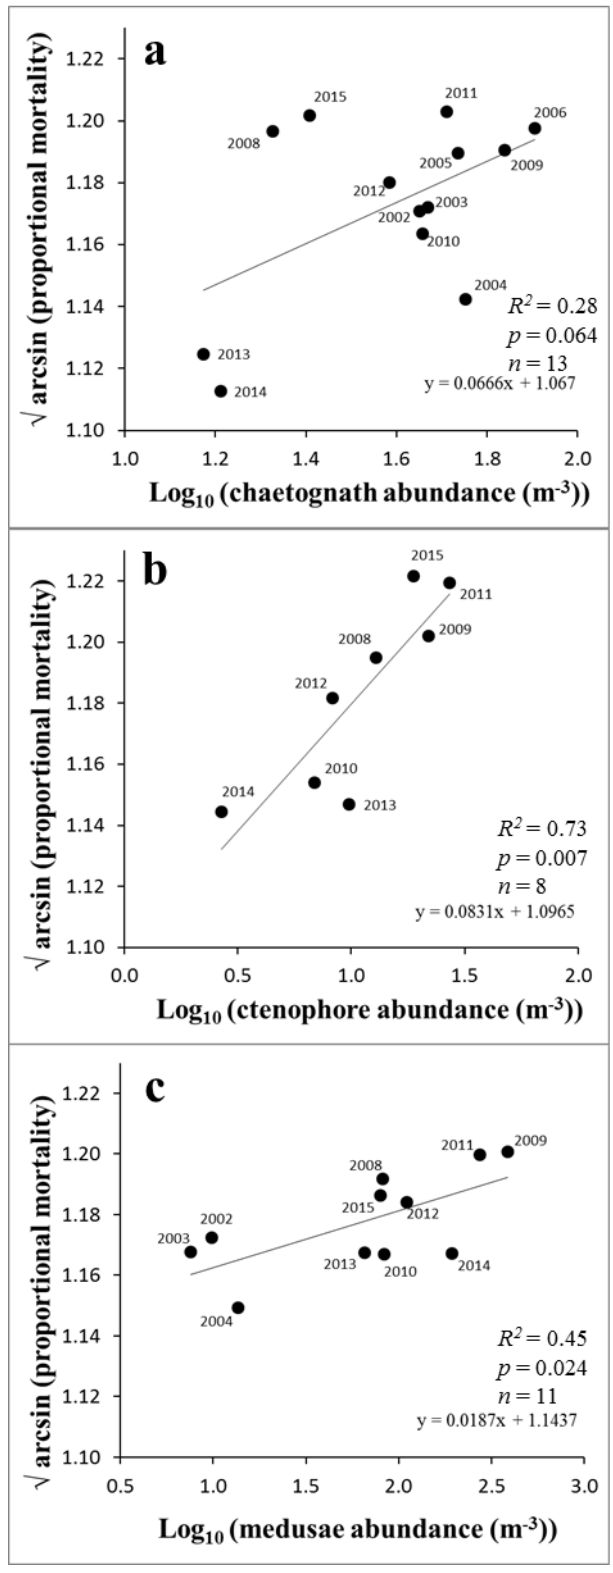 a
1.22
1.20
1.18
1.16
1.14
1.12
1.10
√ arcsin (proportional mortality)
2015
2011
2006
2008
2005
2009
2012
2003
2002
2010
2004
2013
2014
R² = 0.28
p = 0.064
n = 13
y = 0.0666x + 1.067
1.0 1.2 1.4 1.6 1.8 2.0
Log₁₀ (chaetognath abundance (m⁻³))
b
1.22
1.20
1.18
1.16
1.14
1.12
1.10
√ arcsin (proportional mortality)
2015
2011
2009
2008
2012
2010
2014
2013
R² = 0.73
p = 0.007
n = 8
y = 0.0831x + 1.0965
0.0 0.5 1.0 1.5 2.0
Log₁₀ (ctenophore abundance (m⁻³))
c
1.22
1.20
1.18
1.16
1.14
1.12
1.10
√ arcsin (proportional mortality)
2011
2009
2008
2015
2012
2002
2003
2013
2010
2014
2004
R² = 0.45
p = 0.024
n = 11
y = 0.0187x + 1.1437
0.5 1.0 1.5 2.0 2.5 3.0
Log₁₀ (medusae abundance (m⁻³))